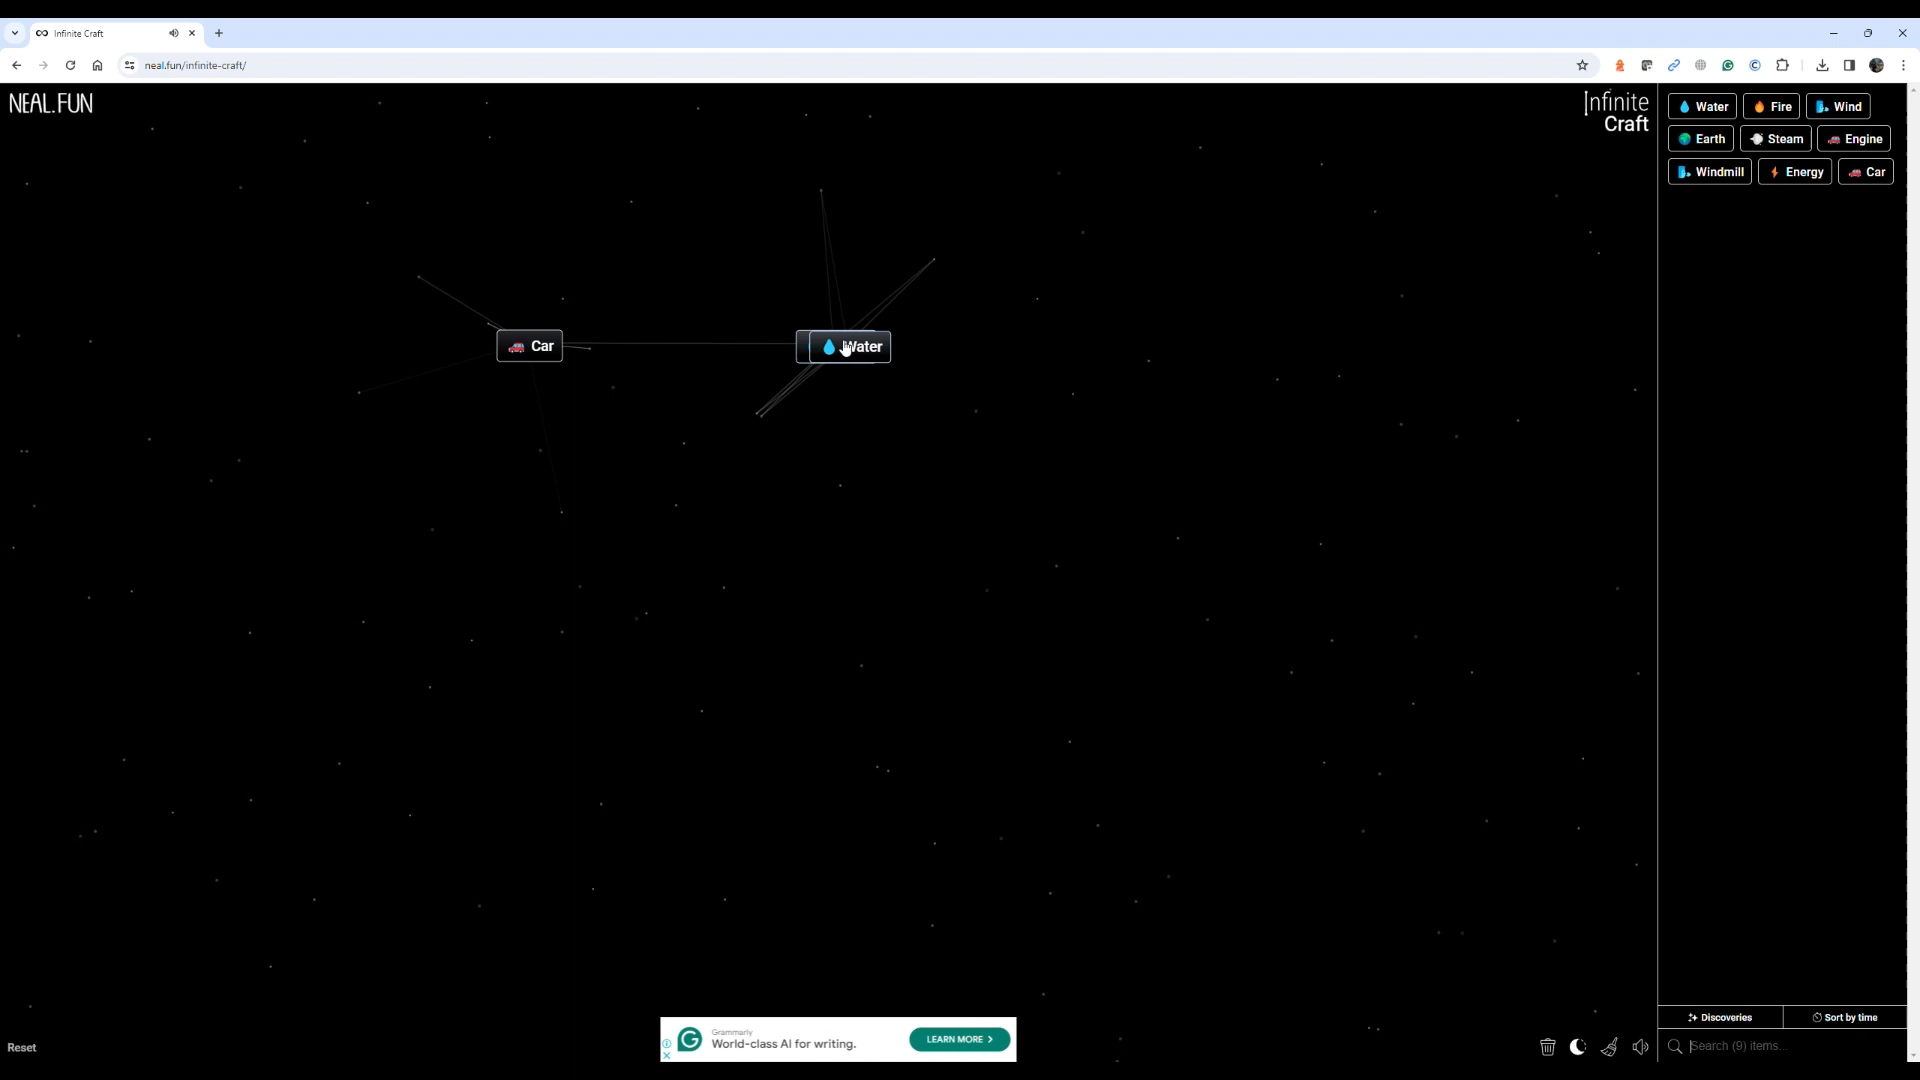 Infinite Craft
neal.fun/infinite-craft/
NEAL.FUN
Infinite
Craft
Water
Fire
Wind
Earth
Steam
Engine
Windmill
Energy
Car
Car
Water
Grammarly
World-class AI for writing.
LEARN MORE
Reset
Discoveries
Sort by time
Search (9) items...